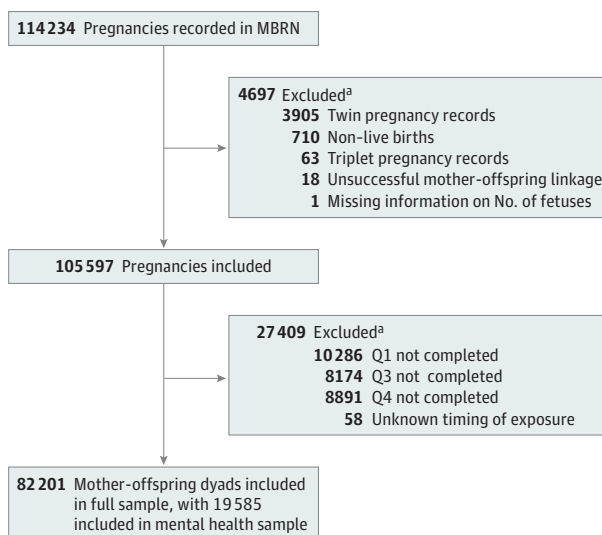 114234 Pregnancies recorded in MBRN
4697 Excludedᵃ
3905 Twin pregnancy records
710 Non-live births
63 Triplet pregnancy records
18 Unsuccessful mother-offspring linkage
1 Missing information on No. of fetuses
105597 Pregnancies included
27409 Excludedᵃ
10286 Q1 not completed
8174 Q3 not completed
8891 Q4 not completed
58 Unknown timing of exposure
82201 Mother-offspring dyads included
in full sample, with 19585
included in mental health sample